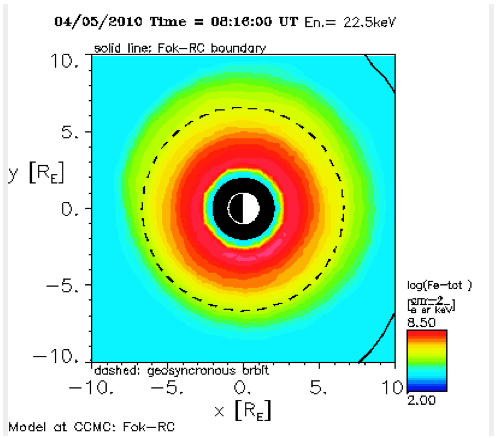 04/05/2010 Time = 08:16:00 UT En.= 22.5keV
solid line: Fok-RC boundary
10.
5.
y [RE]
0.
-5.
-10.
dashed: geosyncronous orbit
-10. -5. 0. 5. 10
x [RE]
log(Fe-tot )
8.50
2.00
Model at CCMC: Fok-RC